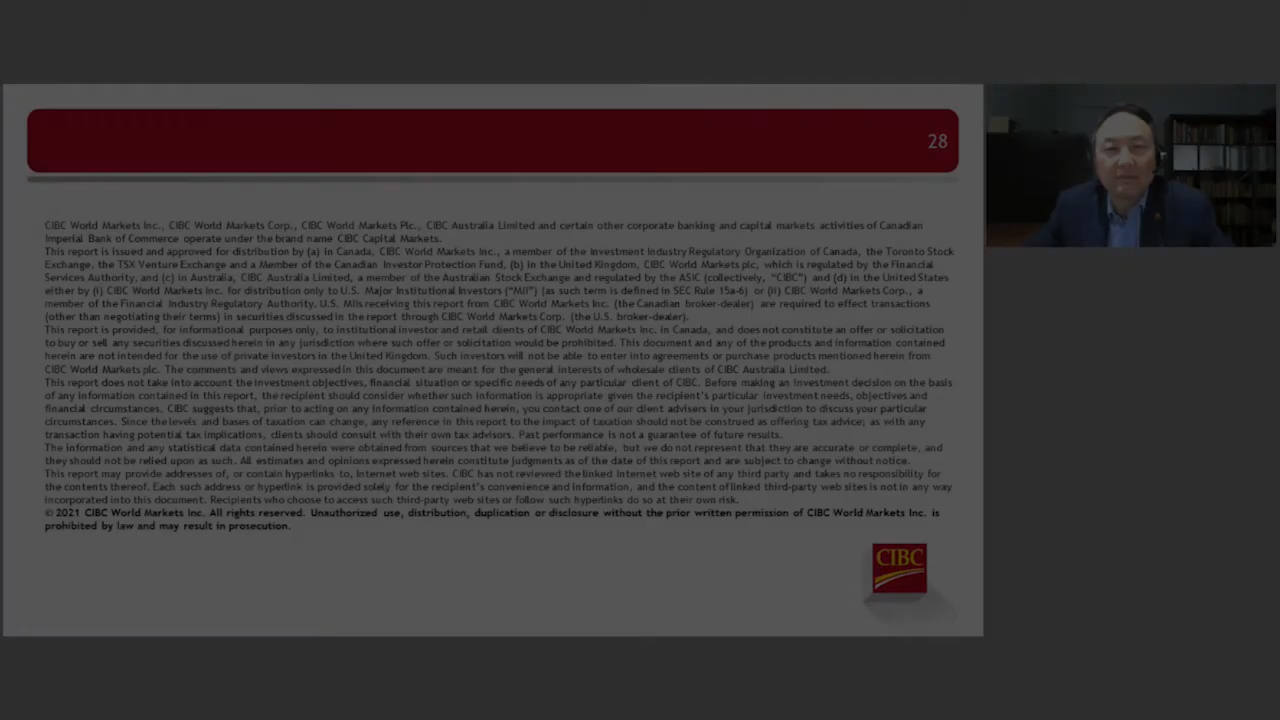 28
CIBC World Markets Inc., CIBC World Markets Corp., CIBC World Markets Plc., CIBC Australia Limited and certain other corporate banking and capital markets activities of Canadian
Imperial Bank of Commerce operate under the brand name CIBC Capital Markets.
This report is issued and approved for distribution by (a) in Canada, CIBC World Markets Inc., a member of the Investment Industry Regulatory Organization of Canada, the Toronto Stock
Exchange, the TSX Venture Exchange and a Member of the Canadian Investor Protection Fund, (b) in the United Kingdom, CIBC World Markets plc, which is regulated by the Financial
Services Authority, and (c) in Australia, CIBC Australia Limited, a member of the Australian Stock Exchange and regulated by the ASIC (collectively, “CIBC”) and (d) in the United States
either by (i) CIBC World Markets Inc. for distribution only to U.S. Major Institutional Investors (“MII”) (as such term is defined in SEC Rule 15a-6) or (ii) CIBC World Markets Corp., a
member of the Financial Industry Regulatory Authority. U.S. MIIs receiving this report from CIBC World Markets Inc. (the Canadian broker-dealer) are required to effect transactions
(other than negotiating their terms) in securities discussed in the report through CIBC World Markets Corp. (the U.S. broker-dealer).
This report is provided, for informational purposes only, to institutional investor and retail clients of CIBC World Markets Inc. in Canada, and does not constitute an offer or solicitation
to buy or sell any securities discussed herein in any jurisdiction where such offer or solicitation would be prohibited. This document and any of the products and information contained
herein are not intended for the use of private investors in the United Kingdom. Such investors will not be able to enter into agreements or purchase products mentioned herein from
CIBC World Markets plc. The comments and views expressed in this document are meant for the general interests of wholesale clients of CIBC Australia Limited.
This report does not take into account the investment objectives, financial situation or specific needs of any particular client of CIBC. Before making an investment decision on the basis
of any information contained in this report, the recipient should consider whether such information is appropriate given the recipient’s particular investment needs, objectives and
financial circumstances. CIBC suggests that, prior to acting on any information contained herein, you contact one of our client advisers in your jurisdiction to discuss your particular
circumstances. Since the levels and bases of taxation can change, any reference in this report to the impact of taxation should not be construed as offering tax advice; as with any
transaction having potential tax implications, clients should consult with their own tax advisors. Past performance is not a guarantee of future results.
The information and any statistical data contained herein were obtained from sources that we believe to be reliable, but we do not represent that they are accurate or complete, and
they should not be relied upon as such. All estimates and opinions expressed herein constitute judgments as of the date of this report and are subject to change without notice.
This report may provide addresses of, or contain hyperlinks to, Internet web sites. CIBC has not reviewed the linked Internet web site of any third party and takes no responsibility for
the contents thereof. Each such address or hyperlink is provided solely for the recipient’s convenience and information, and the content of linked third-party web sites is not in any way
incorporated into this document. Recipients who choose to access such third-party web sites or follow such hyperlinks do so at their own risk.
© 2021 CIBC World Markets Inc. All rights reserved. Unauthorized use, distribution, duplication or disclosure without the prior written permission of CIBC World Markets Inc. is
prohibited by law and may result in prosecution.
CIBC